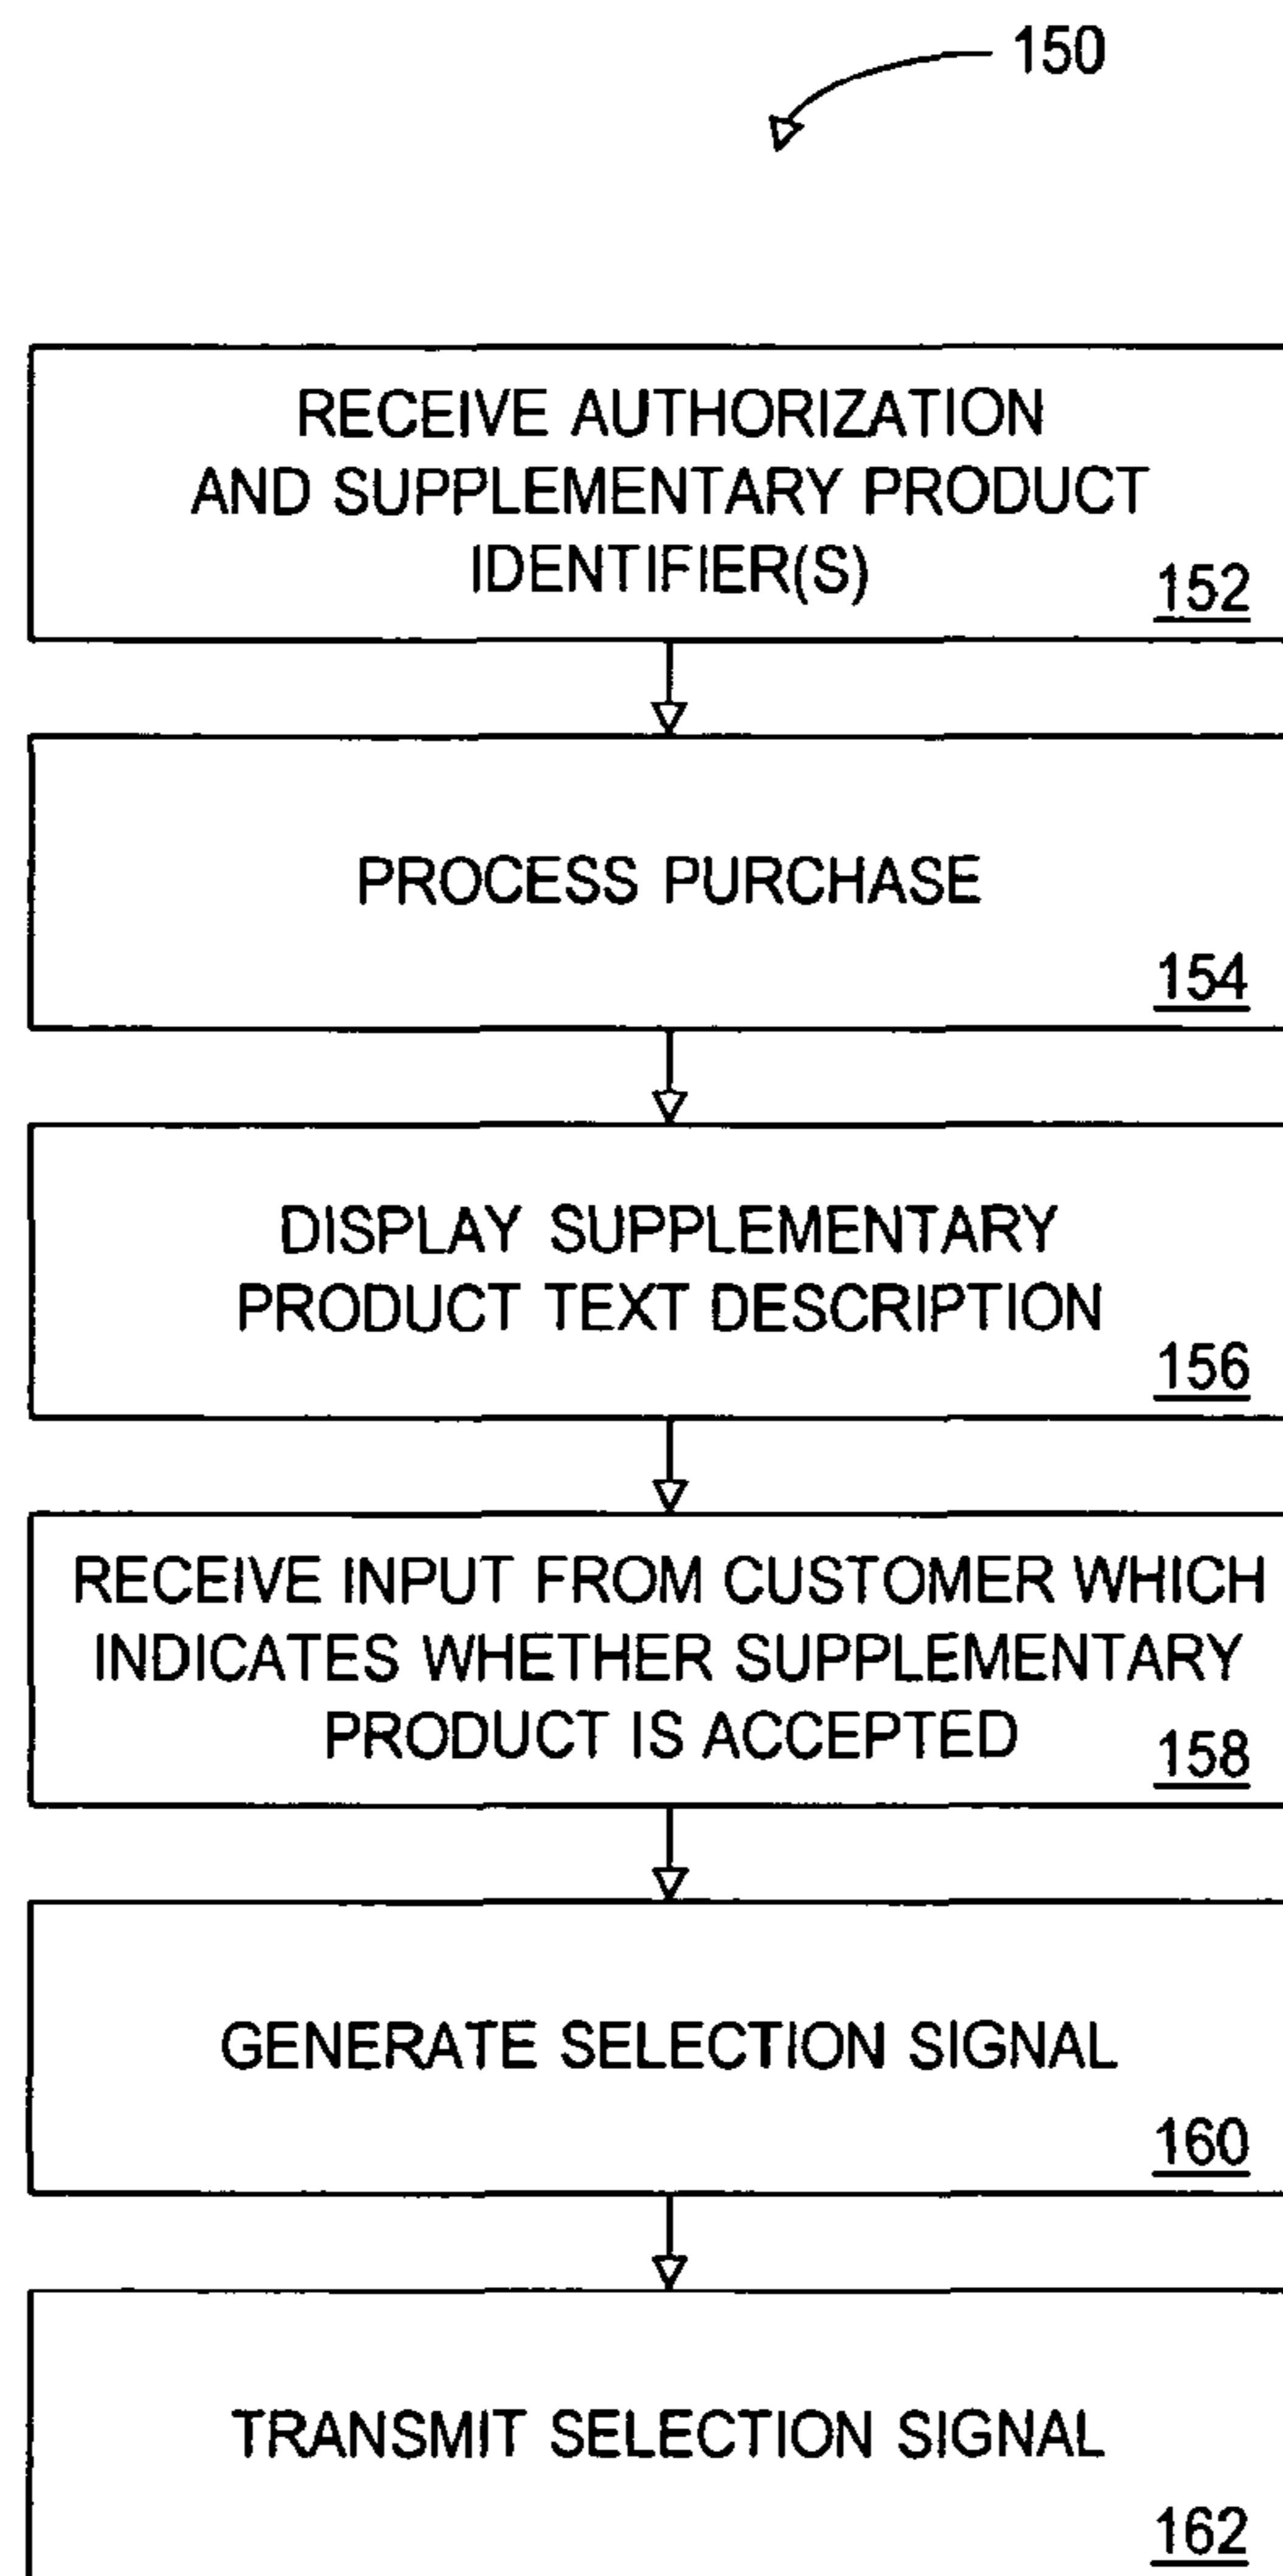 150
RECEIVE AUTHORIZATION
AND SUPPLEMENTARY PRODUCT
IDENTIFIER(S)
152
PROCESS PURCHASE
154
DISPLAY SUPPLEMENTARY
PRODUCT TEXT DESCRIPTION
156
RECEIVE INPUT FROM CUSTOMER WHICH
INDICATES WHETHER SUPPLEMENTARY
PRODUCT IS ACCEPTED
158
GENERATE SELECTION SIGNAL
160
TRANSMIT SELECTION SIGNAL
162